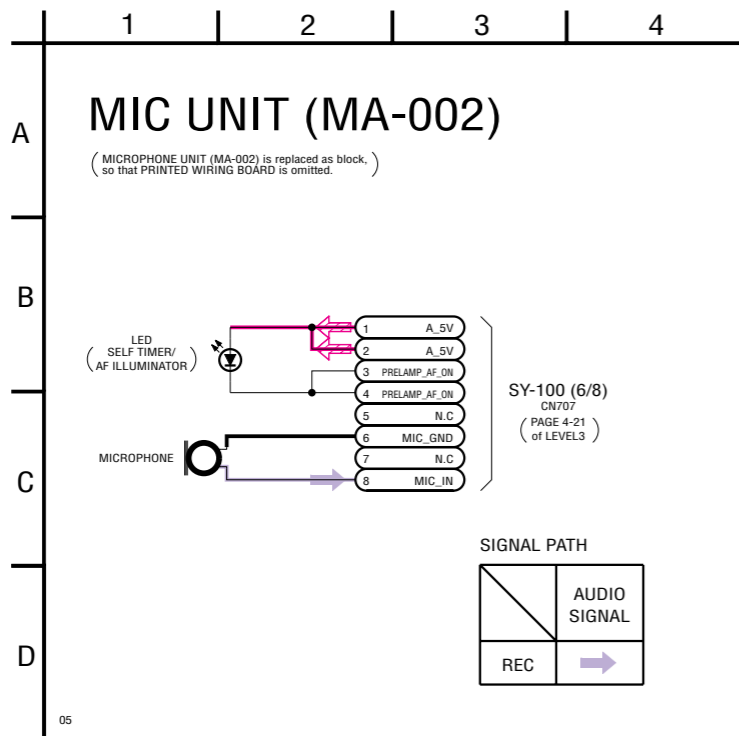 1 2 3 4
A
MIC UNIT (MA-002)
( MICROPHONE UNIT (MA-002) is replaced as block,
so that PRINTED WIRING BOARD is omitted. )
B
LED
( SELF TIMER/
AF ILLUMINATOR )
1 A_5V
2 A_5V
3 PRELAMP_AF_ON
4 PRELAMP_AF_ON
5 N.C
6 MIC_GND
7 N.C
8 MIC_IN
SY-100 (6/8)
CN707
( PAGE 4-21
of LEVEL3 )
MICROPHONE
C
SIGNAL PATH
AUDIO
SIGNAL
REC
D
05